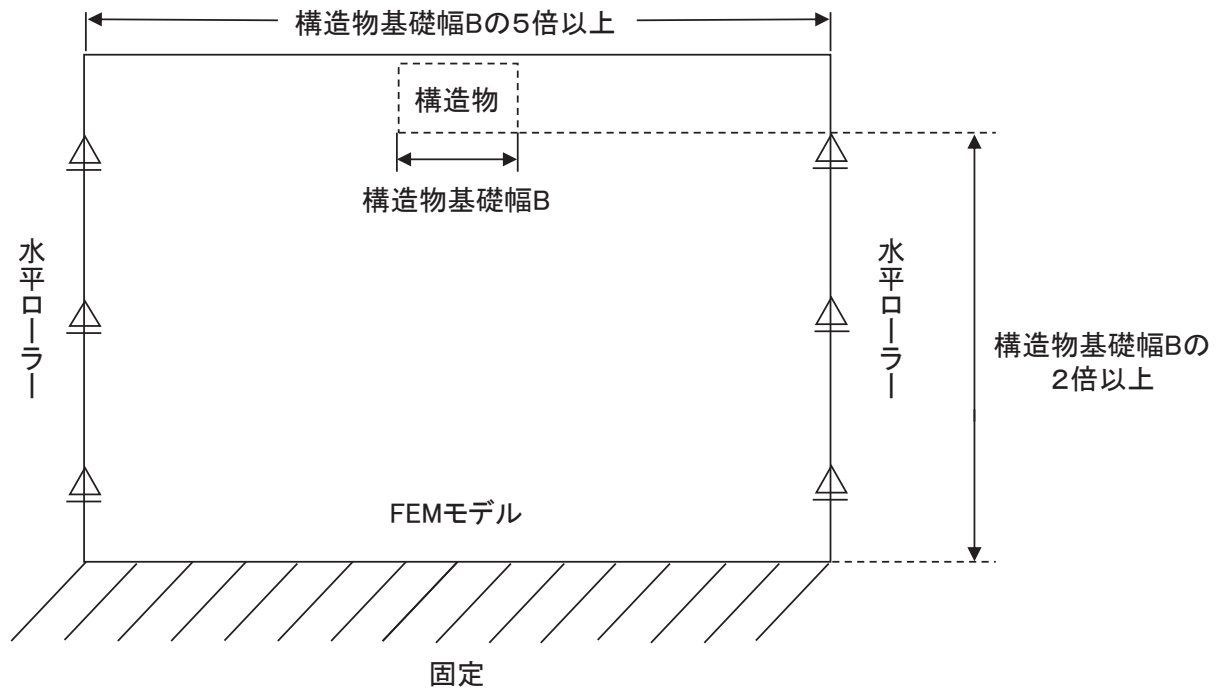 構造物基礎幅Bの5倍以上
構造物
構造物基礎幅B
水平ローラー
水平ローラー
構造物基礎幅Bの
2倍以上
FEMモデル
固定